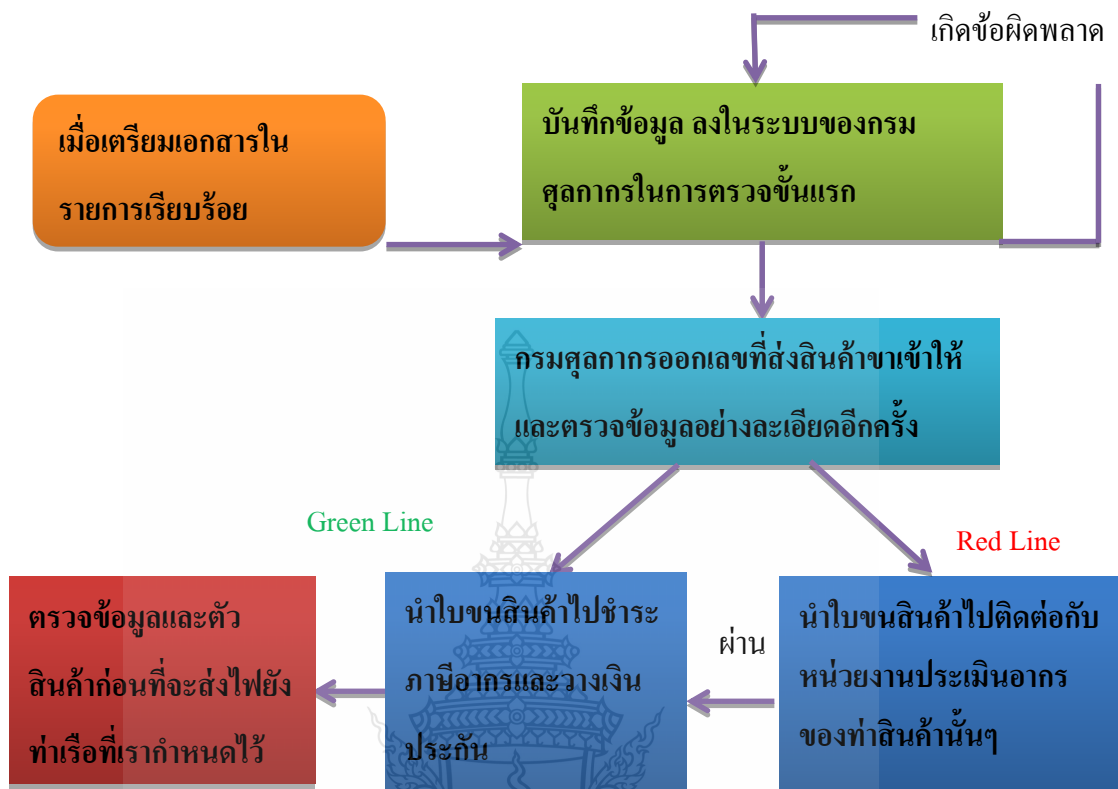 เกิดข้อผิดพลาด
เมื่อเตรียมเอกสารใน
รายการเรียบร้อย
บันทึกข้อมูล ลงในระบบของกรม
ศุลกากรในการตรวจขั้นแรก
กรมศุลกากรออกเลขที่ส่งสินค้าขาเข้าให้
และตรวจข้อมูลอย่างละเอียดอีกครั้ง
Green Line
Red Line
ตรวจข้อมูลและตัว
สินค้าก่อนที่จะส่งไฟยัง
ท่าเรือที่เรากำหนดไว้
นำใบขนสินค้าไปชำระ
ภาษีอากรและวางเงิน
ประกัน
ผ่าน
นำใบขนสินค้าไปติดต่อกับ
หน่วยงานประเมินอากร
ของท่าสินค้านั้นๆ